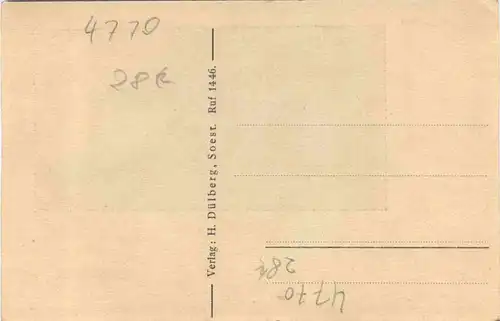 4770
28€
Verlag: H. Dülberg, Soest. Ruf 1446.
28€
4770